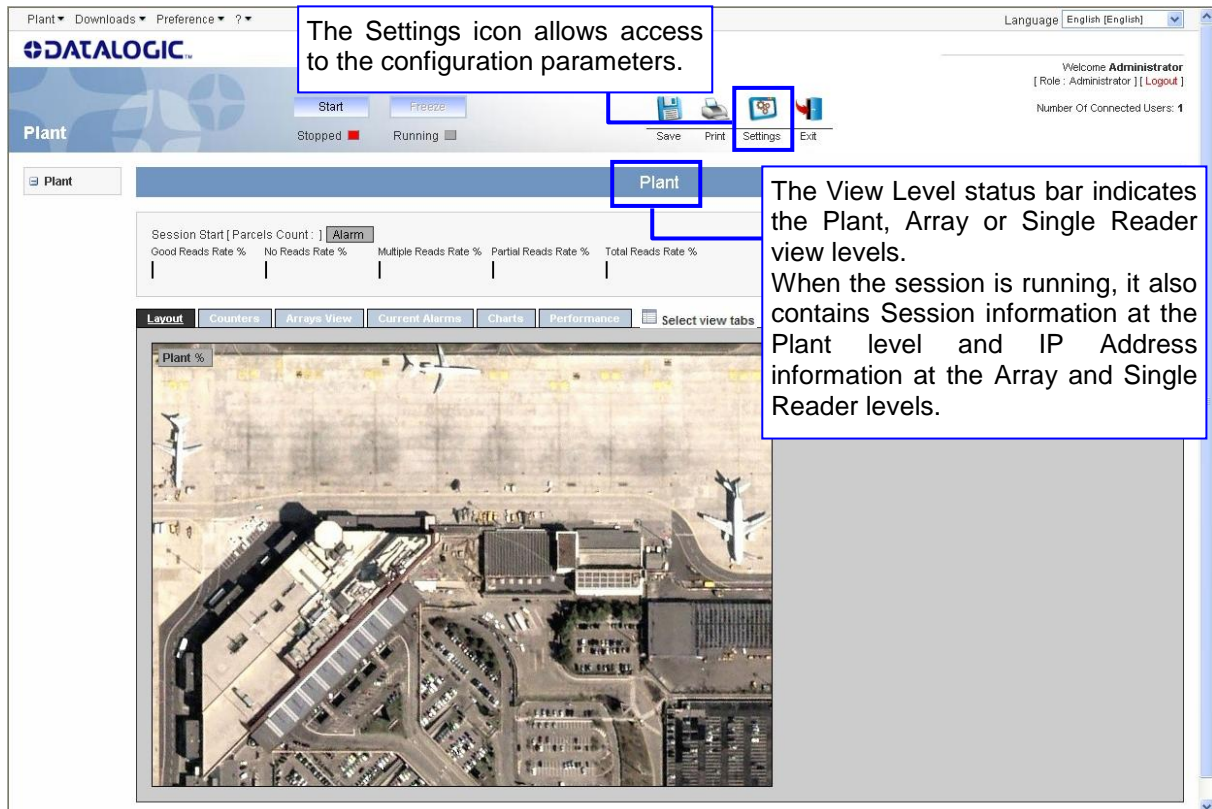 Plant Downloads Preference ?
Language English [English]
DATALOGIC™
The Settings icon allows access
to the configuration parameters.
Welcome Administrator
[ Role : Administrator ] [ Logout ]
Number Of Connected Users: 1
Plant
Start Freeze
Stopped Running
Save Print Settings Exit
Plant
Plant
The View Level status bar indicates
the Plant, Array or Single Reader
view levels.
When the session is running, it also
contains Session information at the
Plant level and IP Address
information at the Array and Single
Reader levels.
Session Start [ Parcels Count : ] Alarm
Good Reads Rate % No Reads Rate % Multiple Reads Rate % Partial Reads Rate % Total Reads Rate %
Layout Counters Arrays View Current Alarms Charts Performance Select view tabs
Plant %